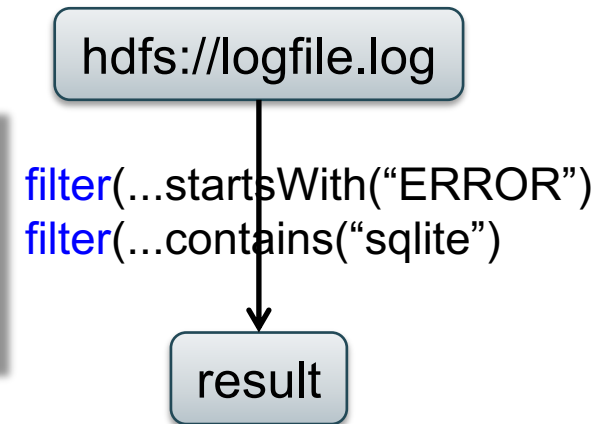 hdfs://logfile.log
filter(...startsWith(“ERROR”)
filter(...contains(“sqlite”)
result